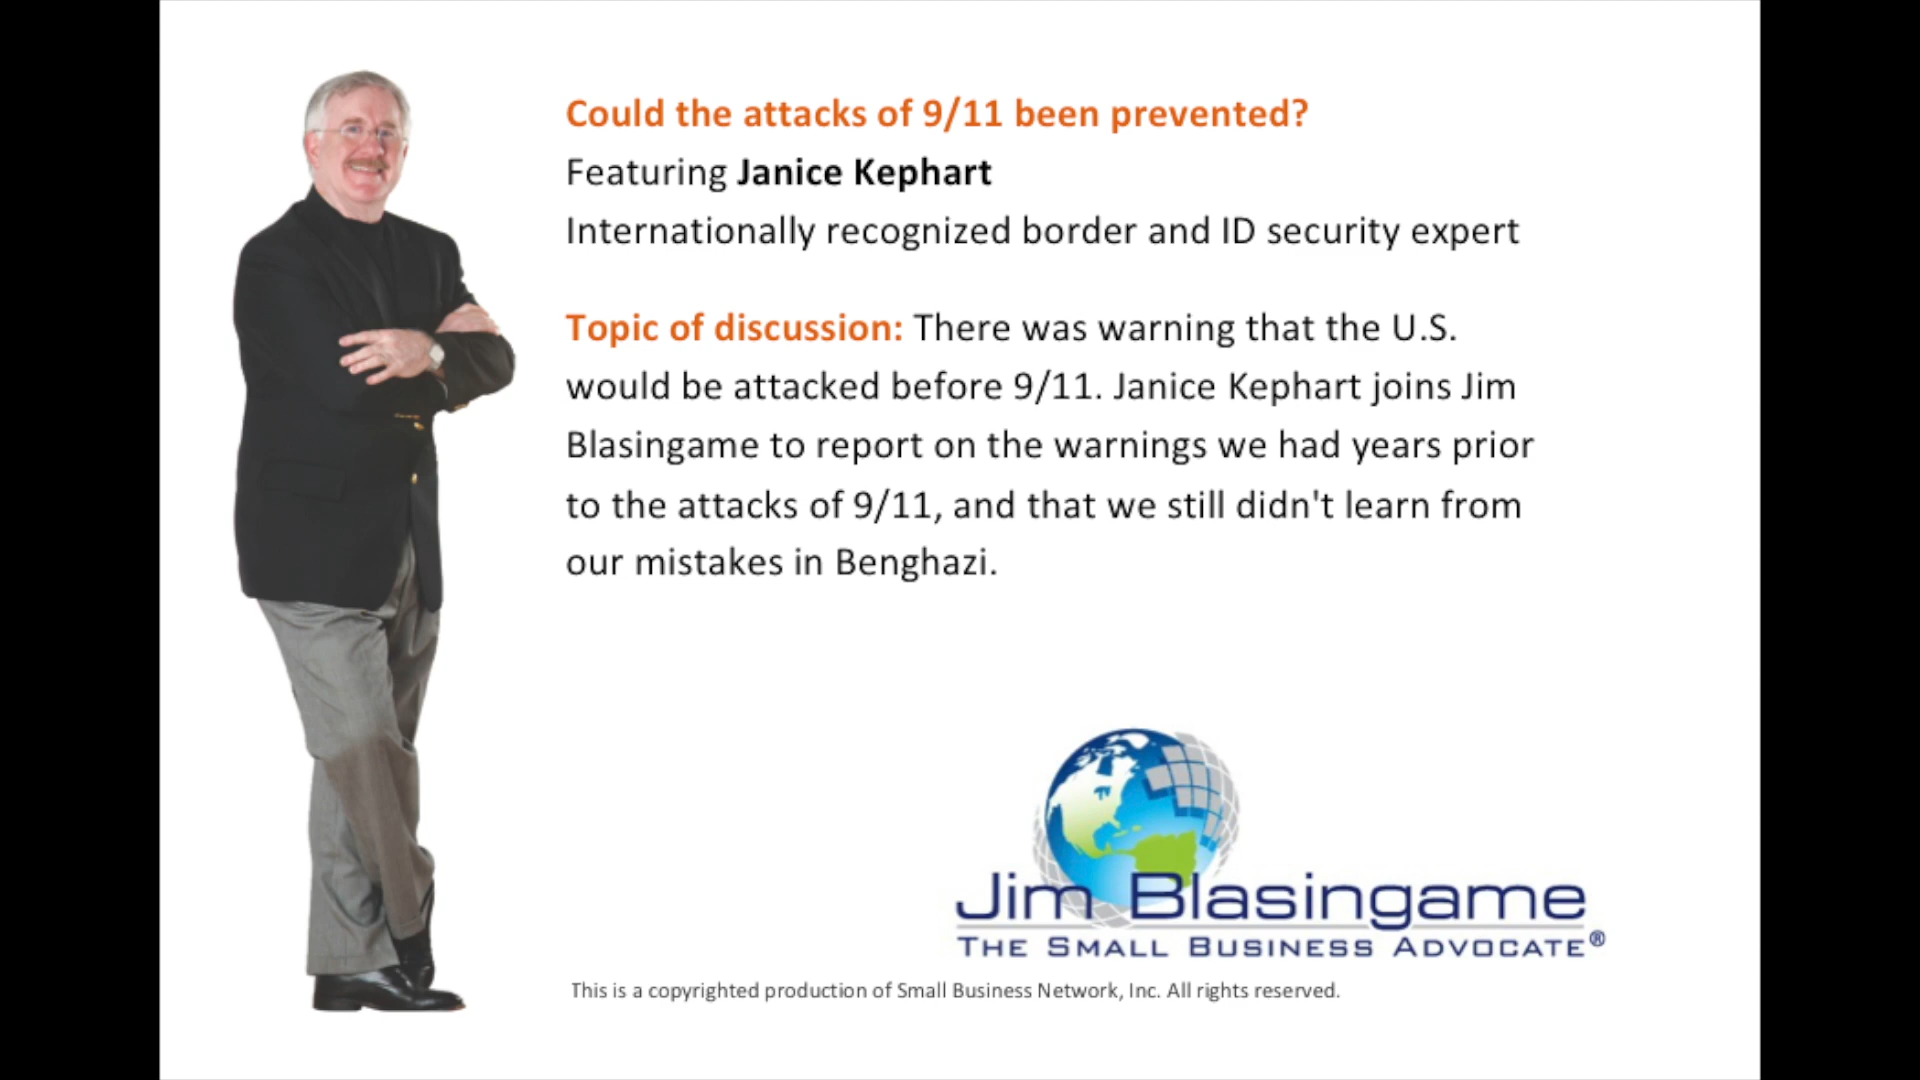 Could the attacks of 9/11 been prevented?
Featuring Janice Kephart
Internationally recognized border and ID security expert
Topic of discussion: There was warning that the U.S.
would be attacked before 9/11. Janice Kephart joins Jim
Blasingame to report on the warnings we had years prior
to the attacks of 9/11, and that we still didn't learn from
our mistakes in Benghazi.
Jim Blasingame
THE SMALL BUSINESS ADVOCATE®
This is a copyrighted production of Small Business Network, Inc. All rights reserved.